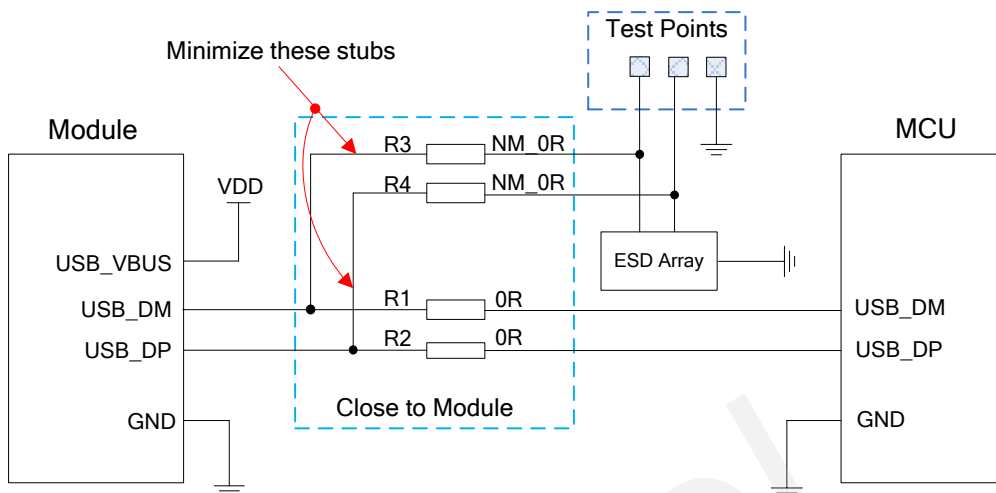 Test Points
Minimize these stubs
Module
MCU
R3 NM_0R
R4 NM_0R
VDD
ESD Array
USB_VBUS
USB_DM R1 0R USB_DM
USB_DP R2 0R USB_DP
Close to Module
GND GND